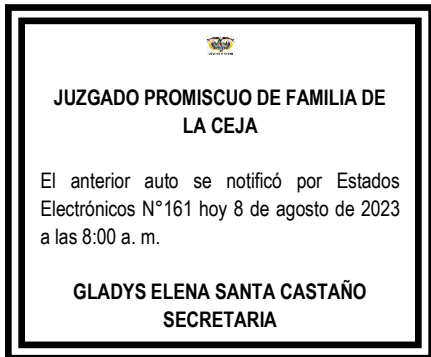 JUZGADO PROMISCUO DE FAMILIA DE
LA CEJA
El anterior auto se notificó por Estados
Electrónicos N°161 hoy 8 de agosto de 2023
a las 8:00 a. m.
GLADYS ELENA SANTA CASTAÑO
SECRETARIA